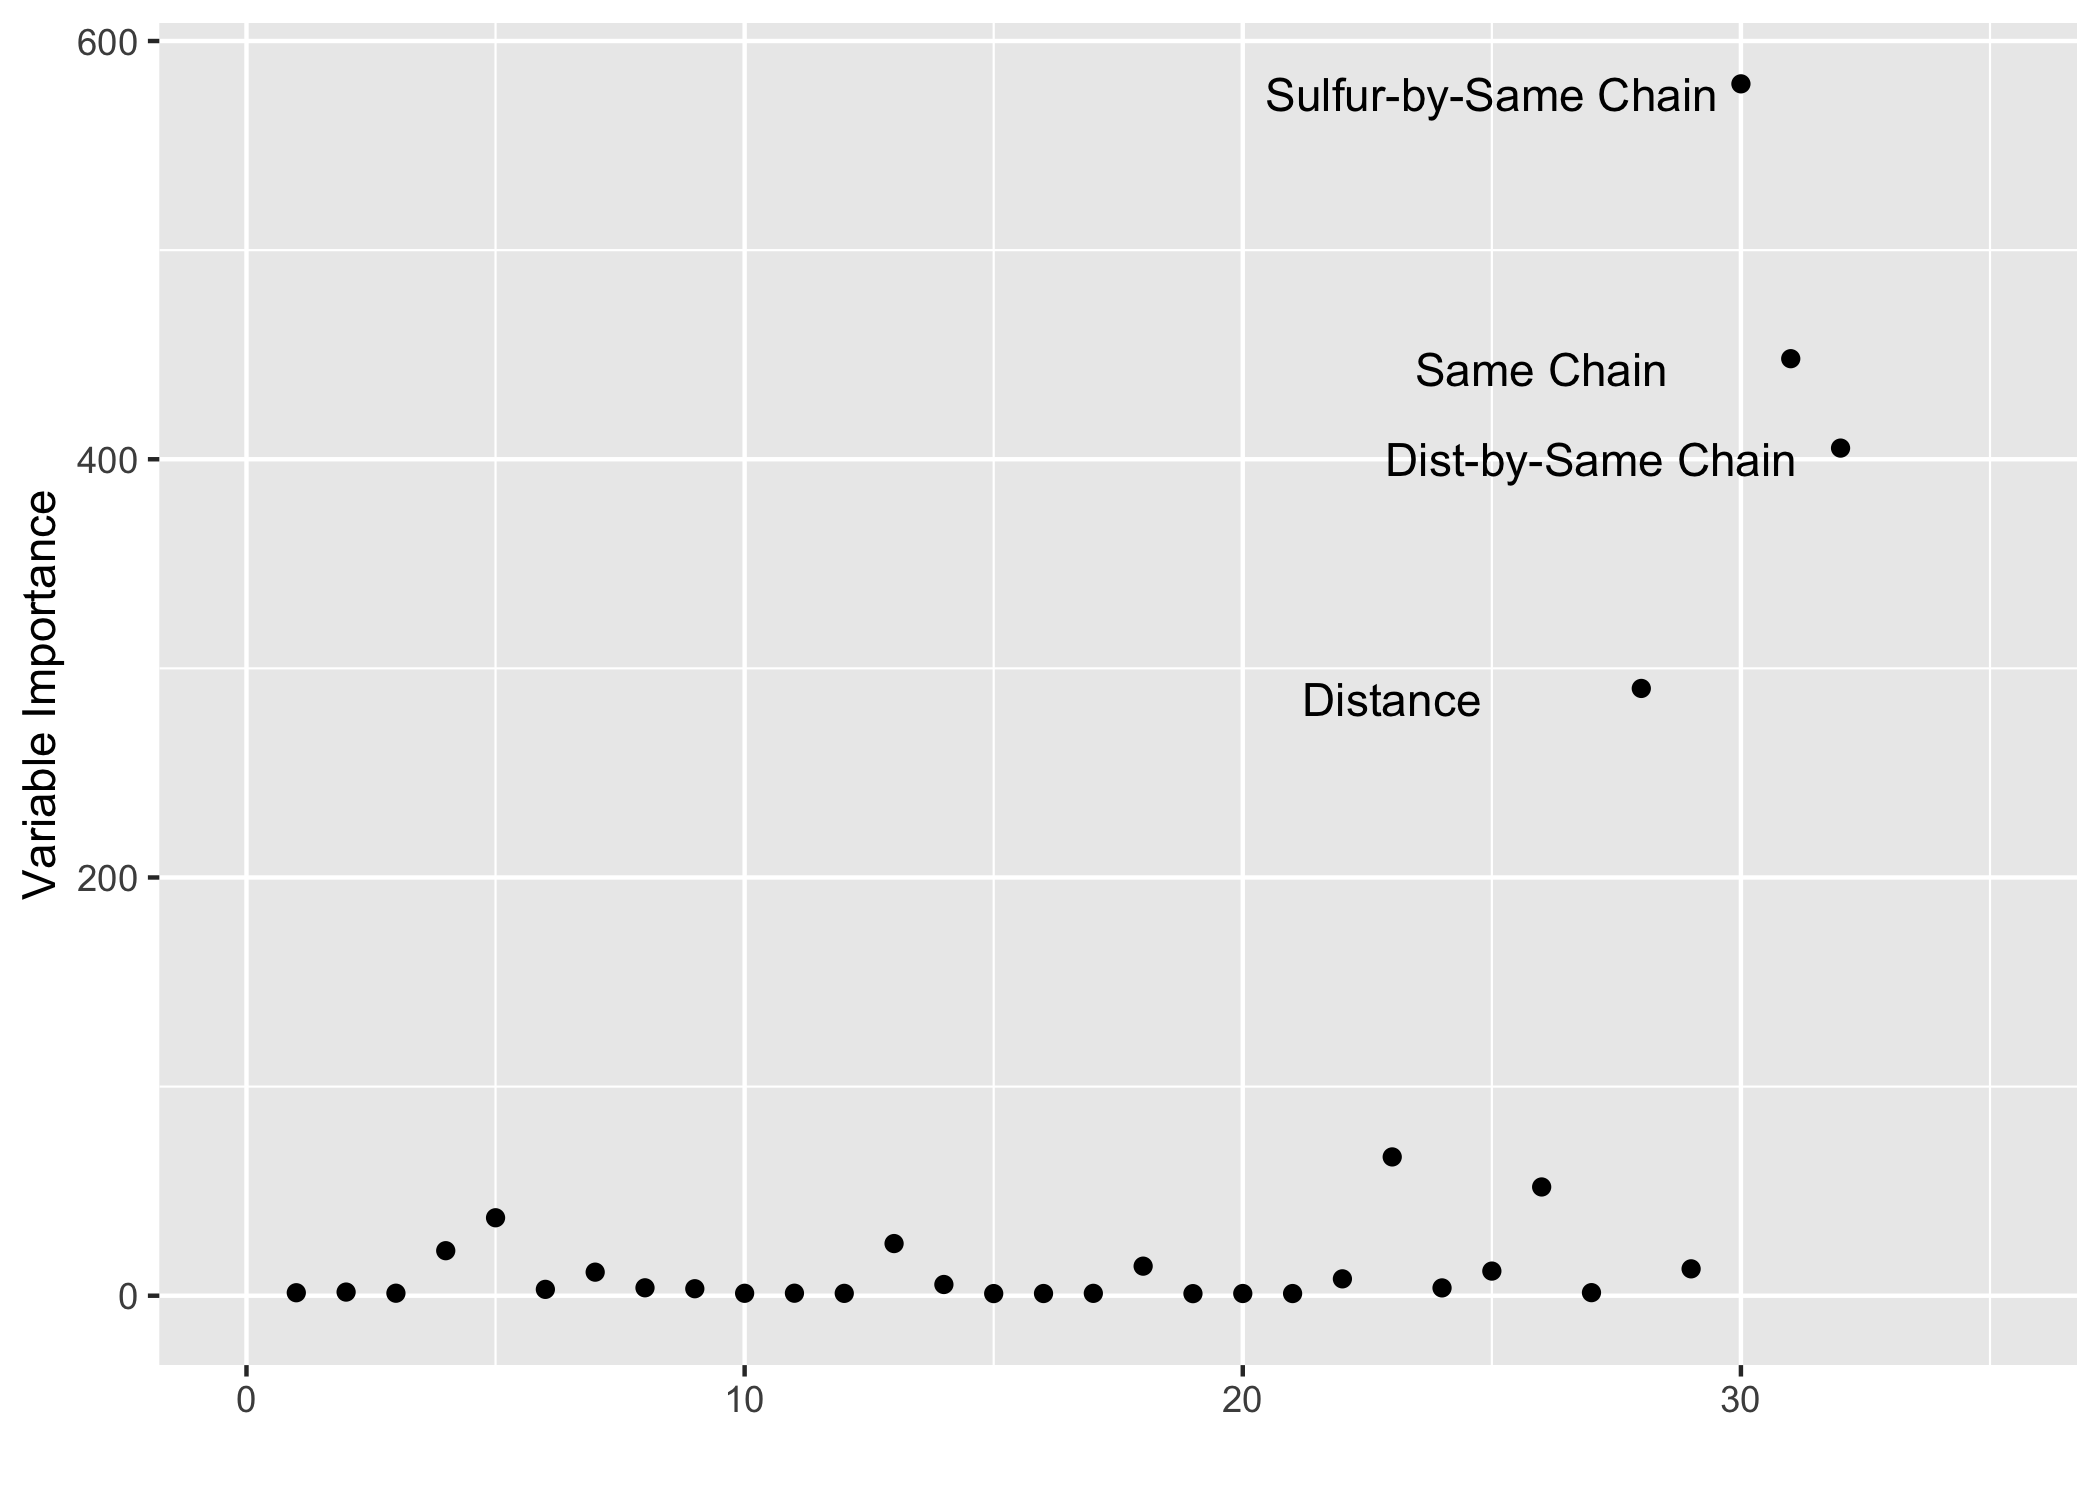 600
Sulfur-by-Same Chain
Same Chain
400
Dist-by-Same Chain
Distance
Variable Importance
200
0
0
10
20
30